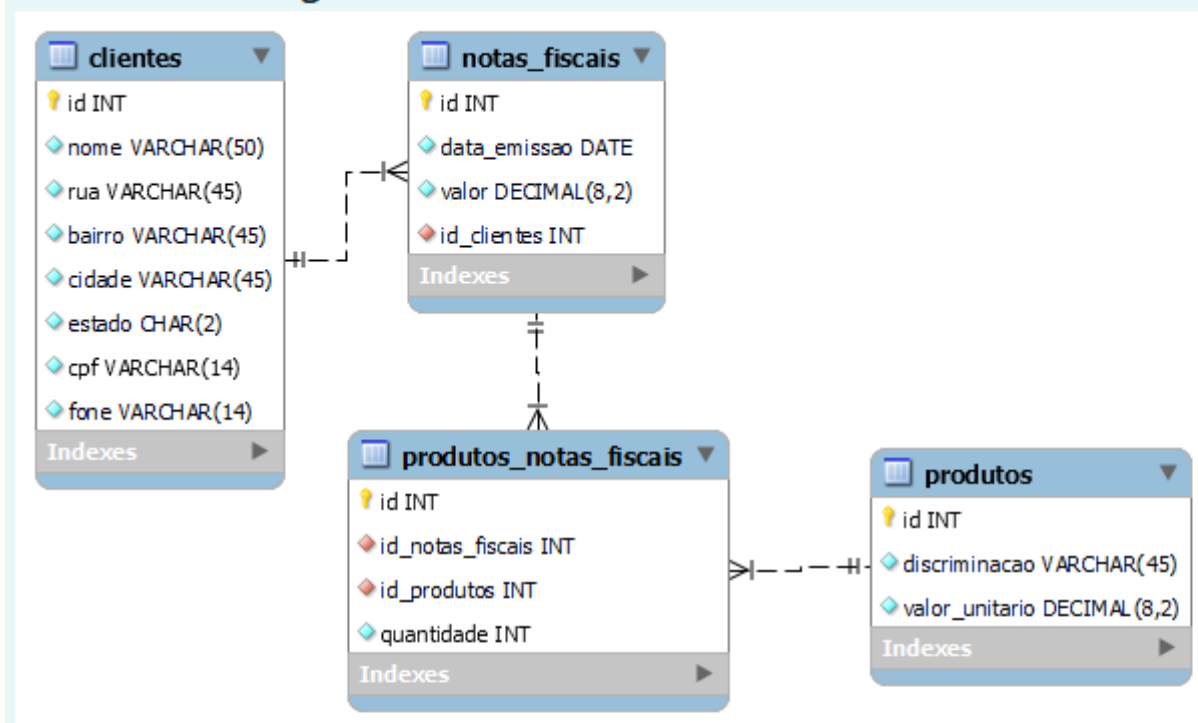 clientes
id INT
nome VARCHAR(50)
rua VARCHAR(45)
bairro VARCHAR(45)
cidade VARCHAR(45)
estado CHAR(2)
cpf VARCHAR(14)
fone VARCHAR(14)
Indexes
notas_fiscais
id INT
data_emissao DATE
valor DECIMAL(8,2)
id_clientes INT
Indexes
produtos_notas_fiscais
id INT
id_notas_fiscais INT
id_produtos INT
quantidade INT
Indexes
produtos
id INT
discriminacao VARCHAR(45)
valor_unitario DECIMAL(8,2)
Indexes